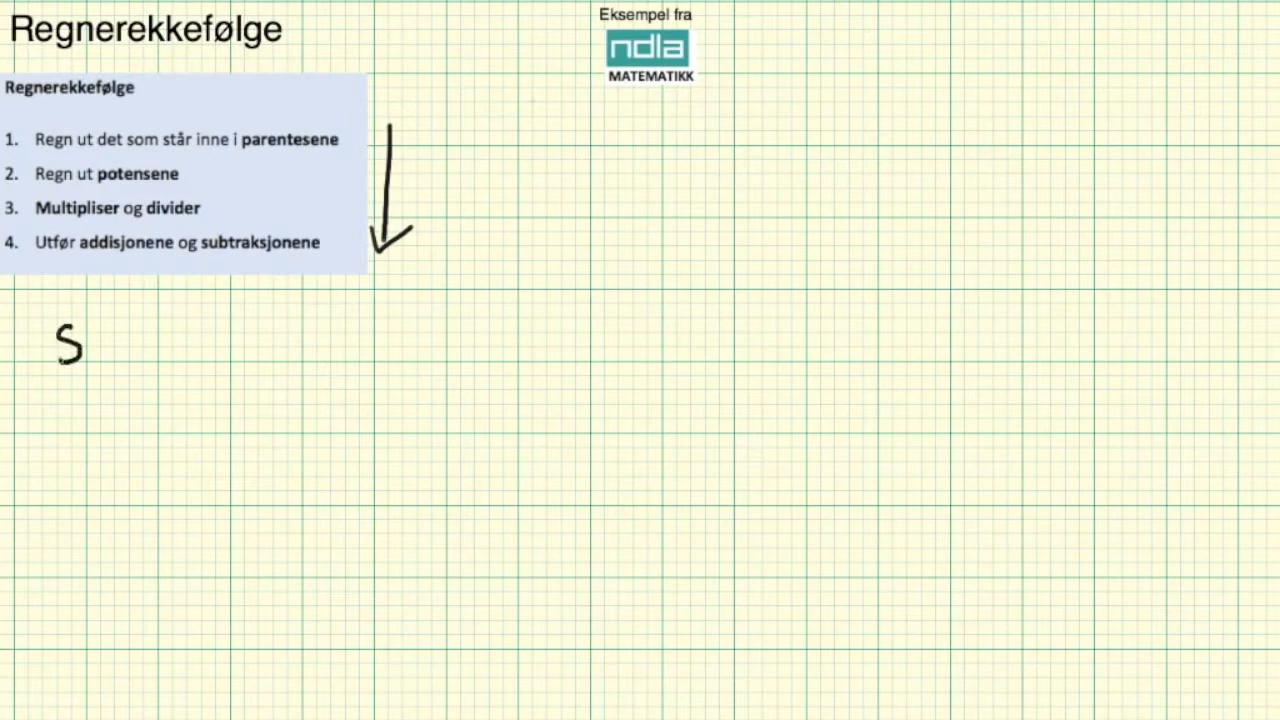 Regnerekkefølge
Eksempel fra
ndla
MATEMATIKK
Regnerekkefølge
1. Regn ut det som står inne i parentesene
2. Regn ut potensene
3. Multipliser og divider
4. Utfør addisjonene og subtraksjonene
S